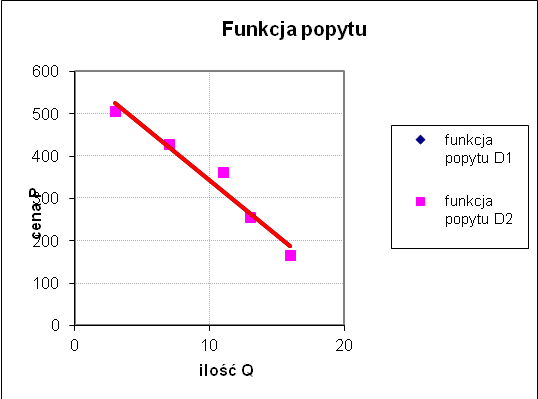 Funkcja popytu
600
500
400
300
200
100
0
cena P
0
10
20
ilość Q
funkcja
popytu D1
funkcja
popytu D2